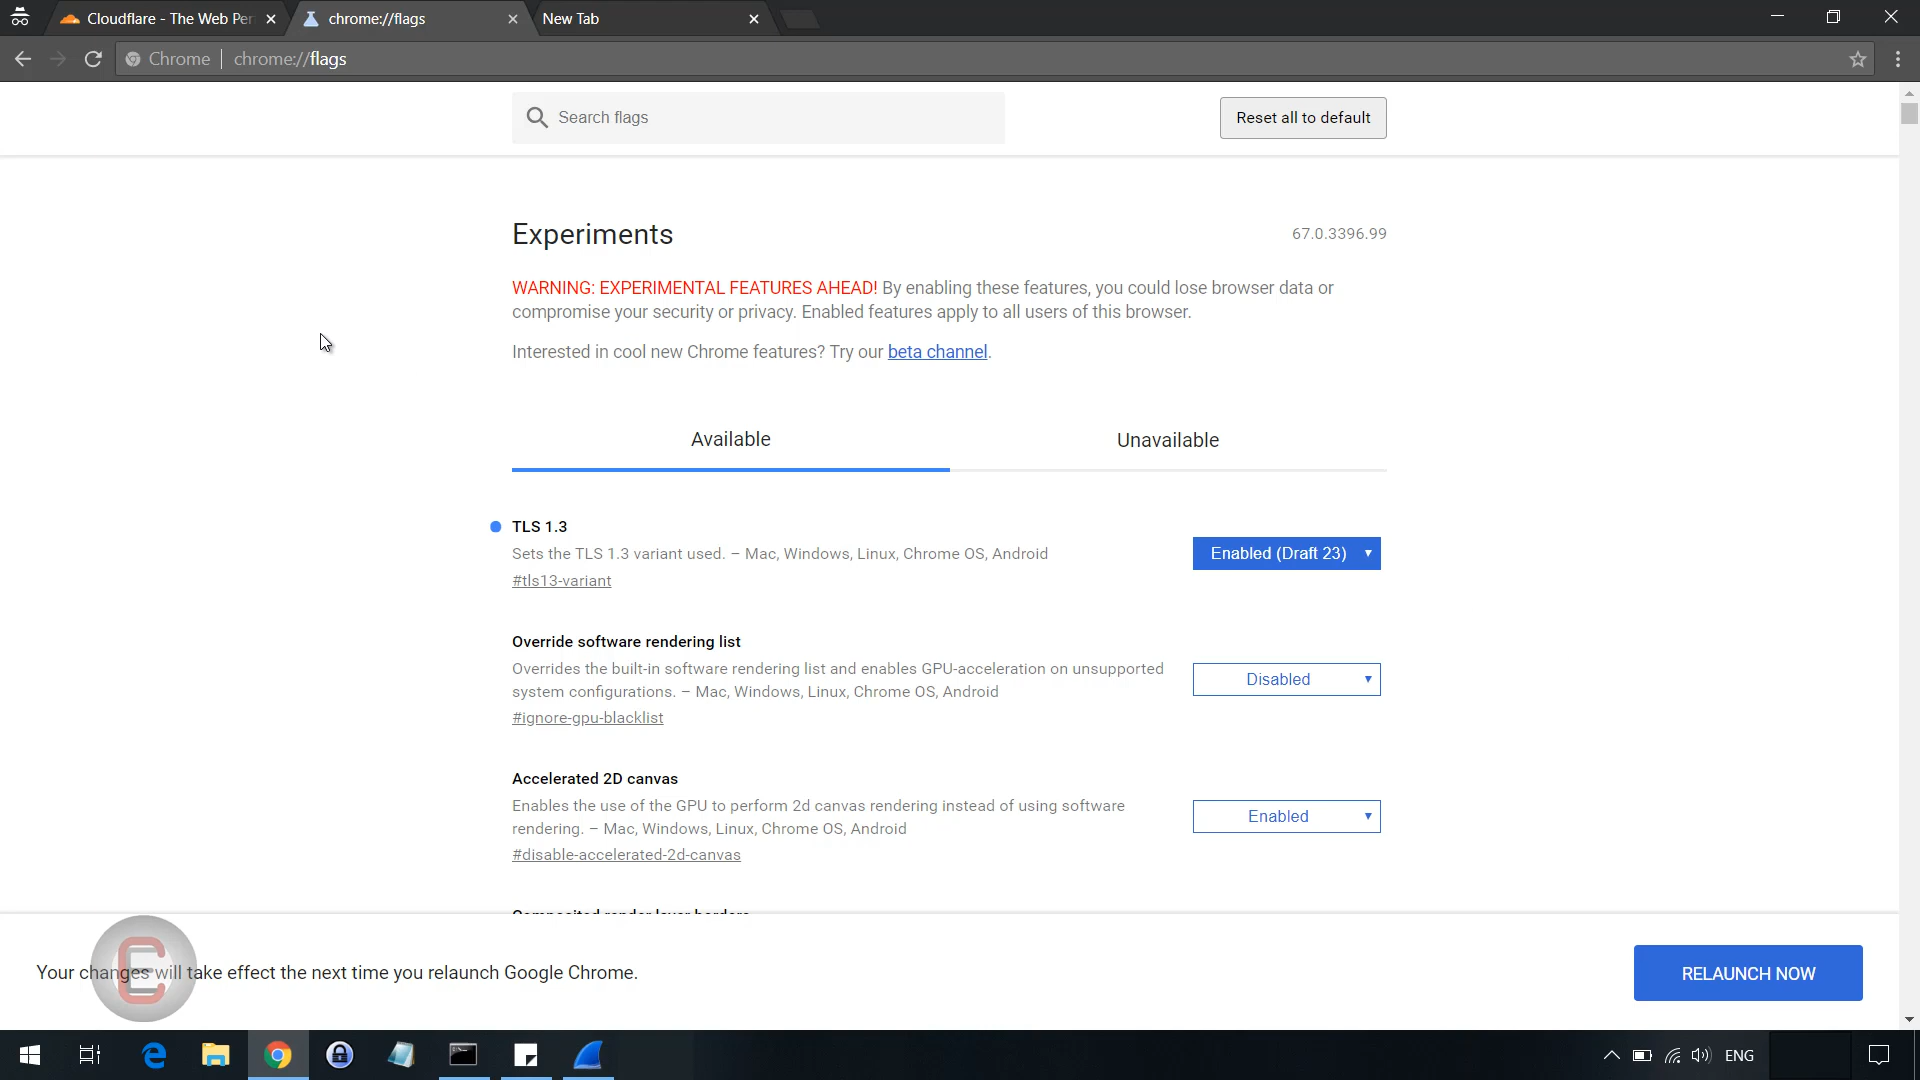 Cloudflare - The Web Per
chrome://flags
New Tab
Chrome
chrome://flags
Search flags
Reset all to default
Experiments
67.0.3396.99
WARNING: EXPERIMENTAL FEATURES AHEAD! By enabling these features, you could lose browser data or
compromise your security or privacy. Enabled features apply to all users of this browser.
Interested in cool new Chrome features? Try our beta channel.
Available
Unavailable
TLS 1.3
Sets the TLS 1.3 variant used. – Mac, Windows, Linux, Chrome OS, Android
#tls13-variant
Enabled (Draft 23)
Override software rendering list
Overrides the built-in software rendering list and enables GPU-acceleration on unsupported
system configurations. – Mac, Windows, Linux, Chrome OS, Android
#ignore-gpu-blacklist
Disabled
Accelerated 2D canvas
Enables the use of the GPU to perform 2d canvas rendering instead of using software
rendering. – Mac, Windows, Linux, Chrome OS, Android
#disable-accelerated-2d-canvas
Enabled
Composited render layer borders
Your changes will take effect the next time you relaunch Google Chrome.
RELAUNCH NOW
ENG